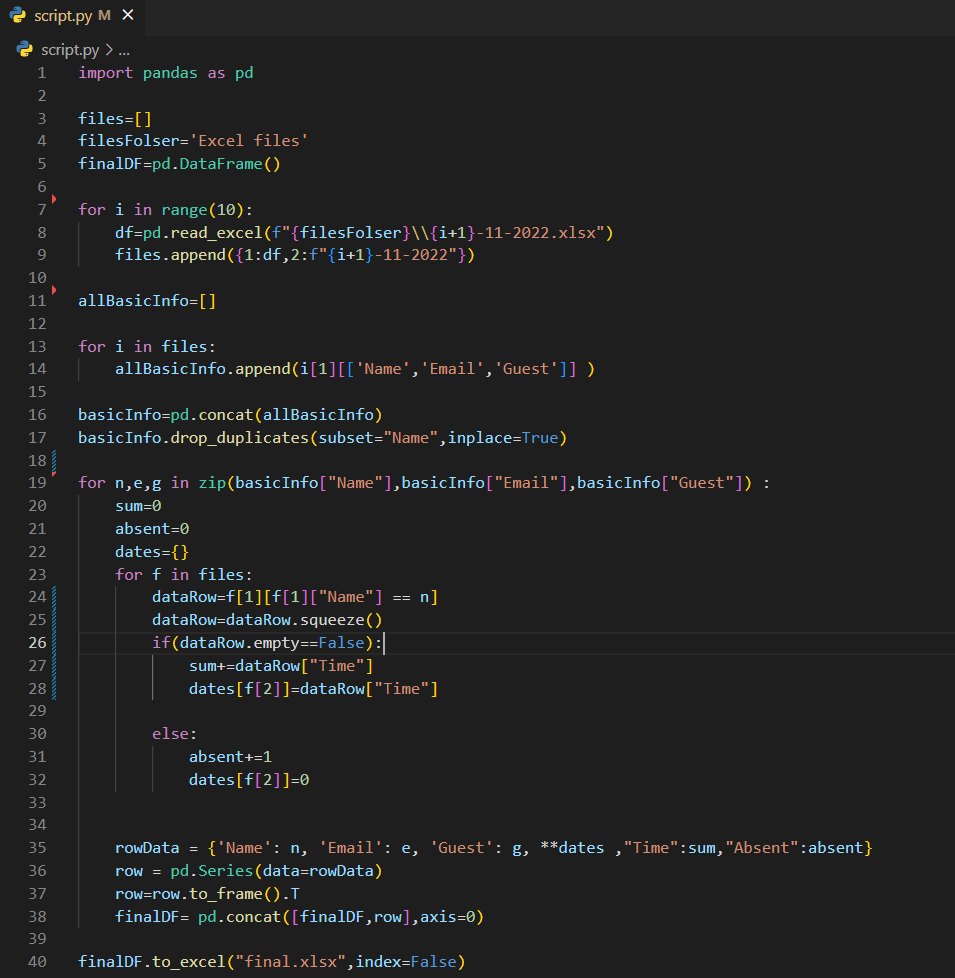 script.py M ×
script.py > ...
1 import pandas as pd
2
3 files=[]
4 filesFolser='Excel files'
5 finalDF=pd.DataFrame()
6
7 for i in range(10):
8     df=pd.read_excel(f"{filesFolser}\\{i+1}-11-2022.xlsx")
9     files.append({1:df,2:f"{i+1}-11-2022"})
10
11 allBasicInfo=[]
12
13 for i in files:
14     allBasicInfo.append(i[1][['Name','Email','Guest']] )
15
16 basicInfo=pd.concat(allBasicInfo)
17 basicInfo.drop_duplicates(subset="Name",inplace=True)
18
19 for n,e,g in zip(basicInfo["Name"],basicInfo["Email"],basicInfo["Guest"]) :
20     sum=0
21     absent=0
22     dates={}
23     for f in files:
24         dataRow=f[1][f[1]["Name"] == n]
25         dataRow=dataRow.squeeze()
26         if(dataRow.empty==False):
27             sum+=dataRow["Time"]
28             dates[f[2]]=dataRow["Time"]
29
30         else:
31             absent+=1
32             dates[f[2]]=0
33
34
35     rowData = {'Name': n, 'Email': e, 'Guest': g, **dates ,"Time":sum,"Absent":absent}
36     row = pd.Series(data=rowData)
37     row=row.to_frame().T
38     finalDF= pd.concat([finalDF,row],axis=0)
39
40 finalDF.to_excel("final.xlsx",index=False)